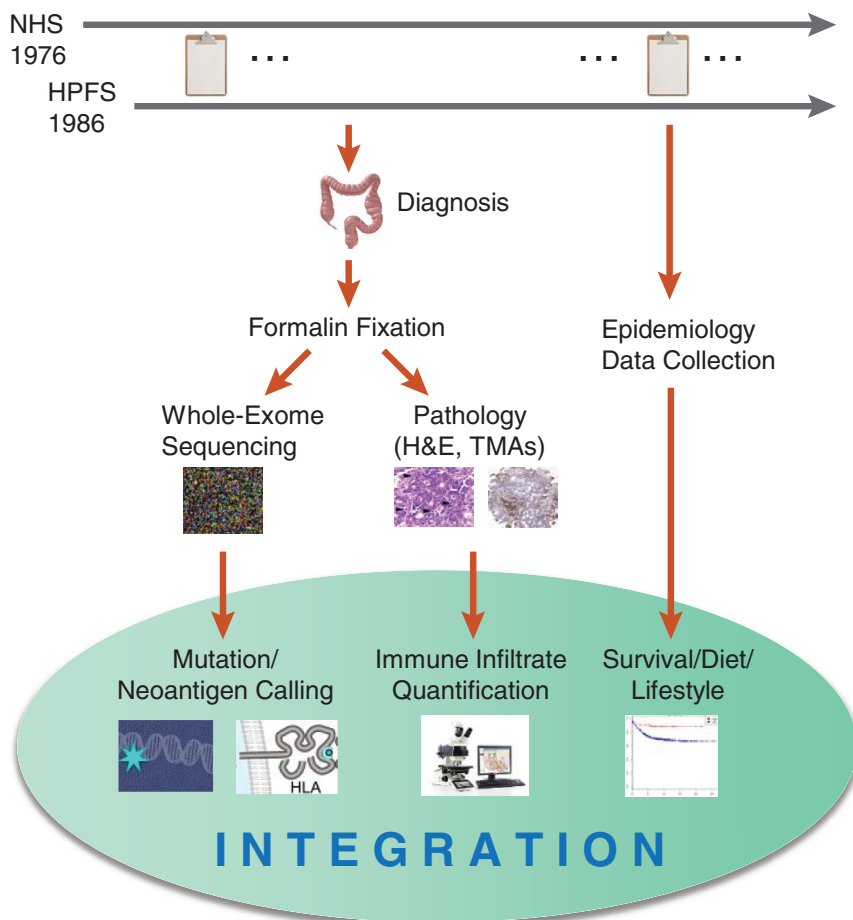 NHS
1976
... ... ...
HPFS
1986
Diagnosis
Formalin Fixation
Epidemiology
Data Collection
Whole-Exome
Sequencing
Pathology
(H&E, TMAs)
Mutation/
Neoantigen Calling
Immune Infiltrate
Quantification
Survival/Diet/
Lifestyle
HLA
INTEGRATION